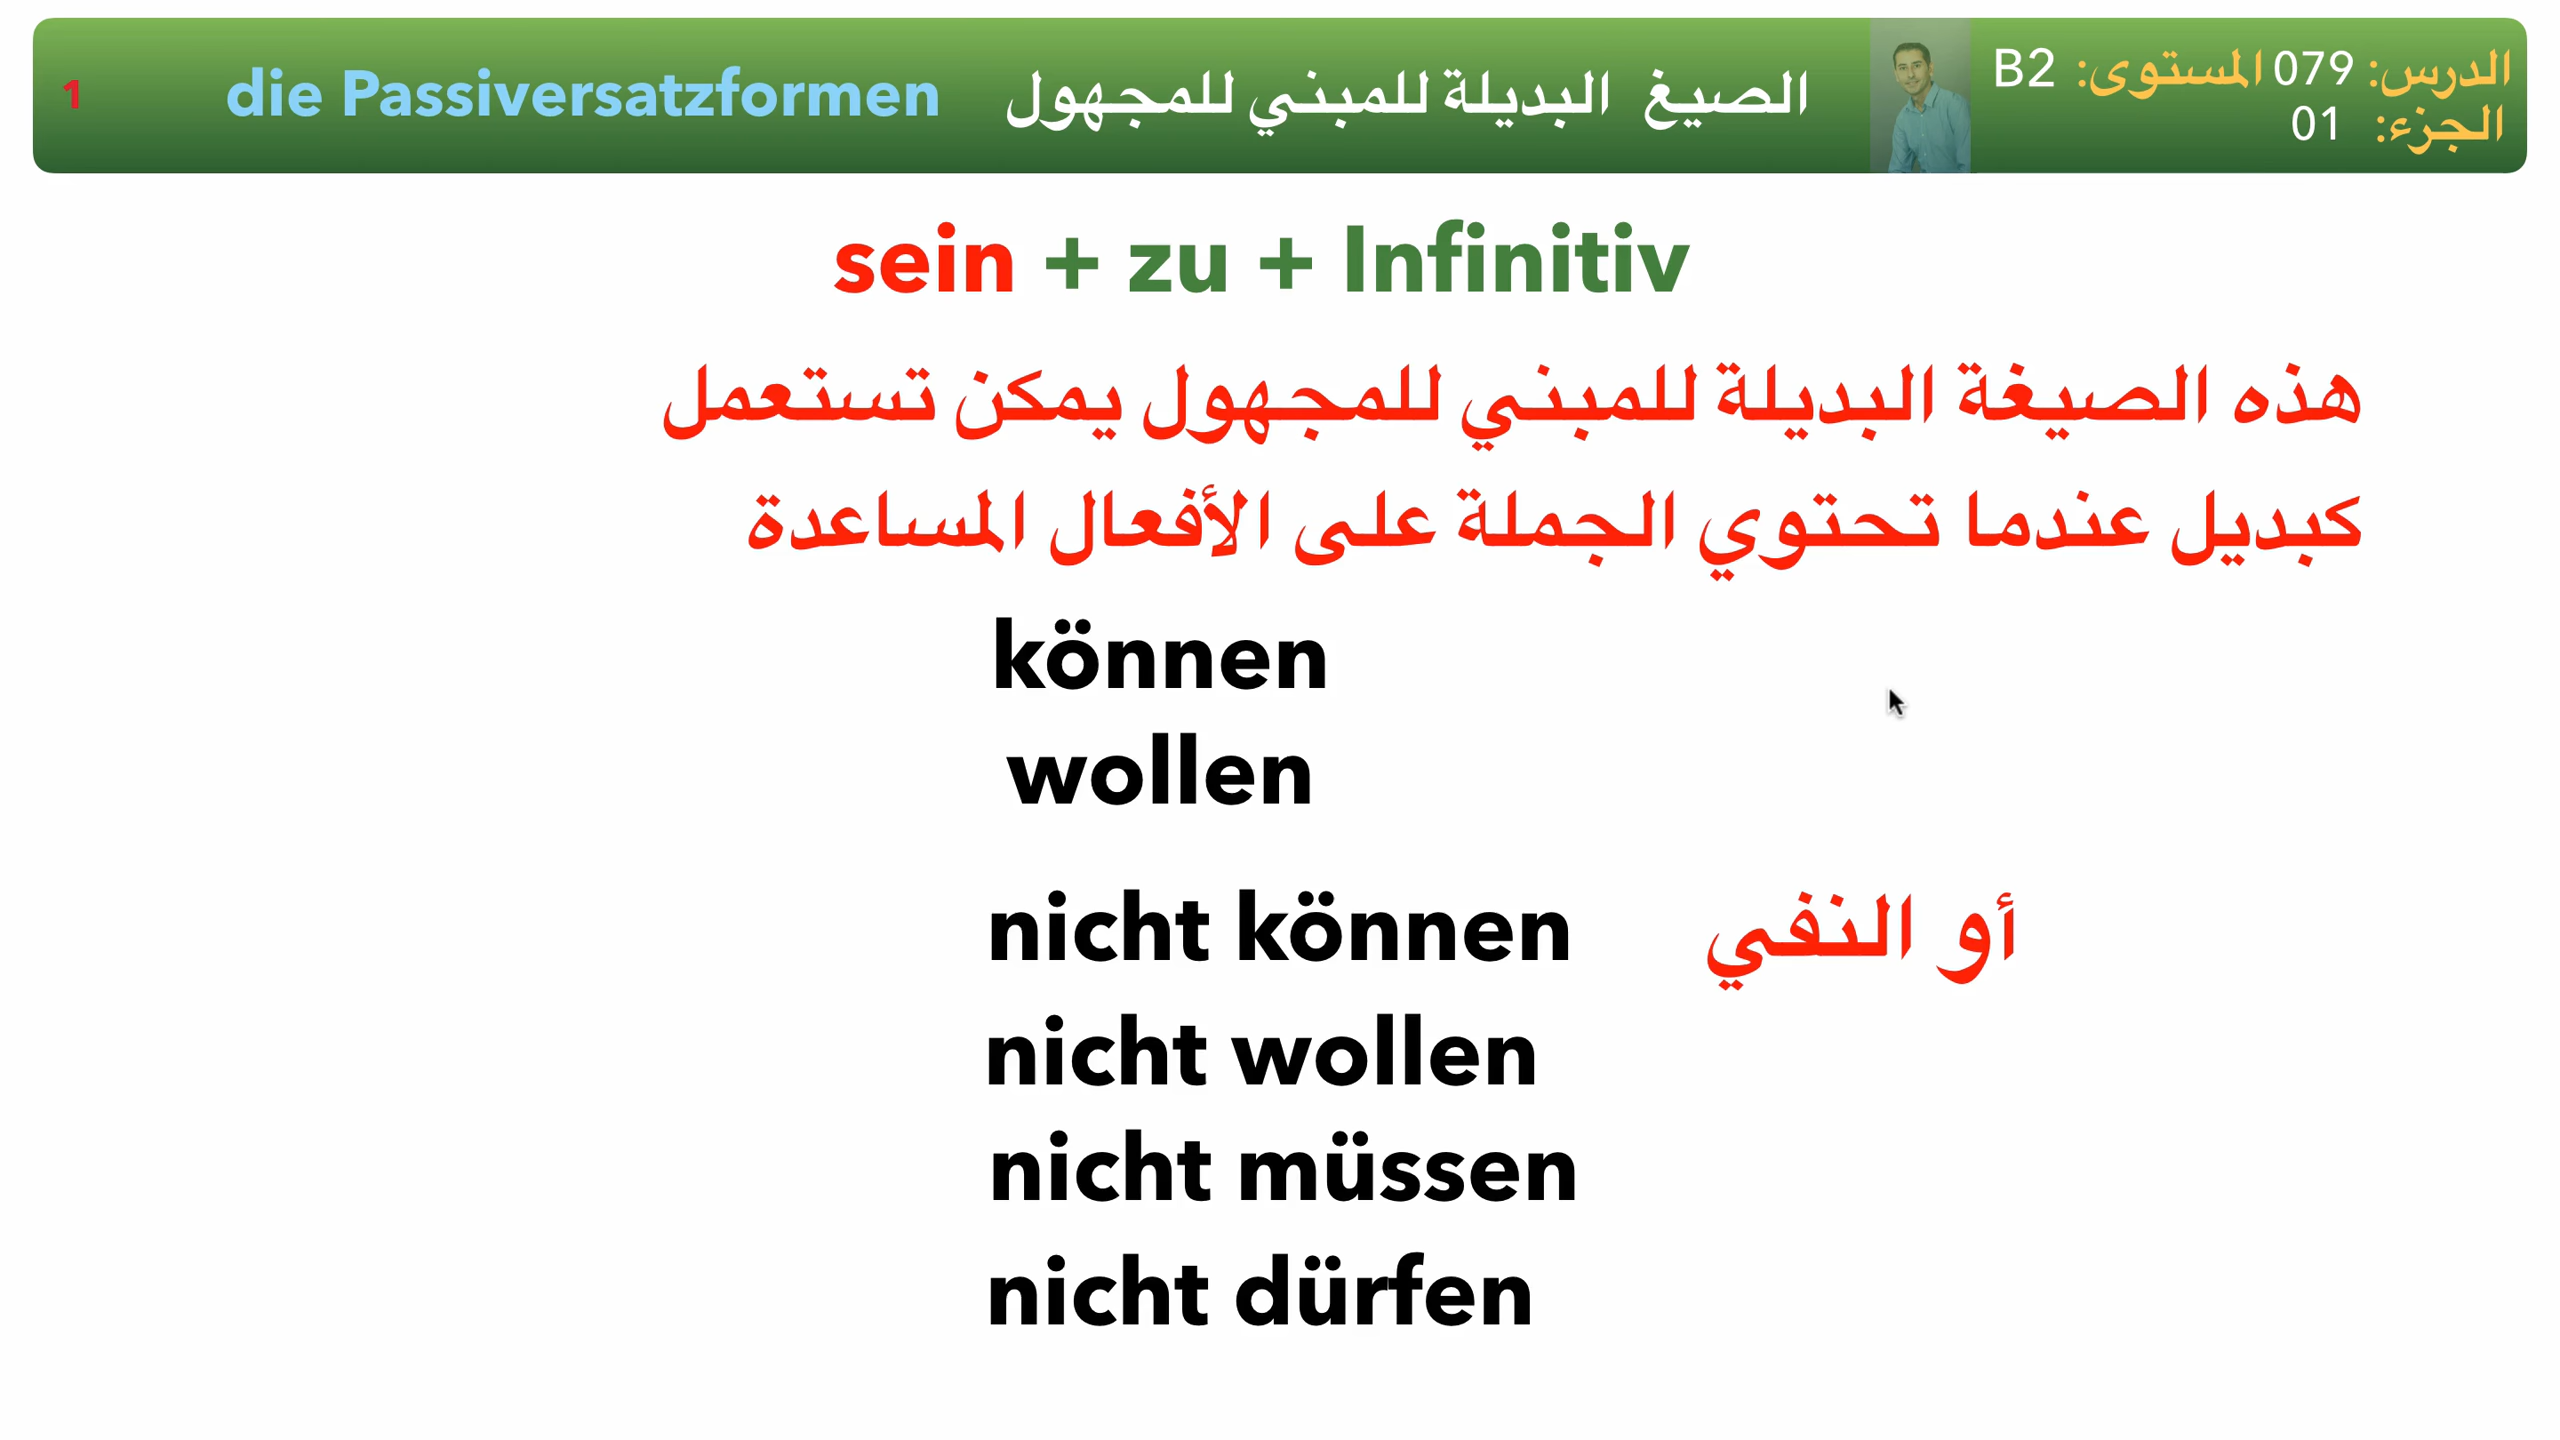 الدرس: 079 المستوى: B2
الجزء: 01
الصيغ البديلة للمبني للمجهول die Passiversatzformen
1
sein + zu + Infinitiv
هذه الصيغة البديلة للمبني للمجهول يمكن تستعمل
كبديل عندما تحتوي الجملة على الأفعال المساعدة
können
wollen
أو النفي nicht können
nicht wollen
nicht müssen
nicht dürfen